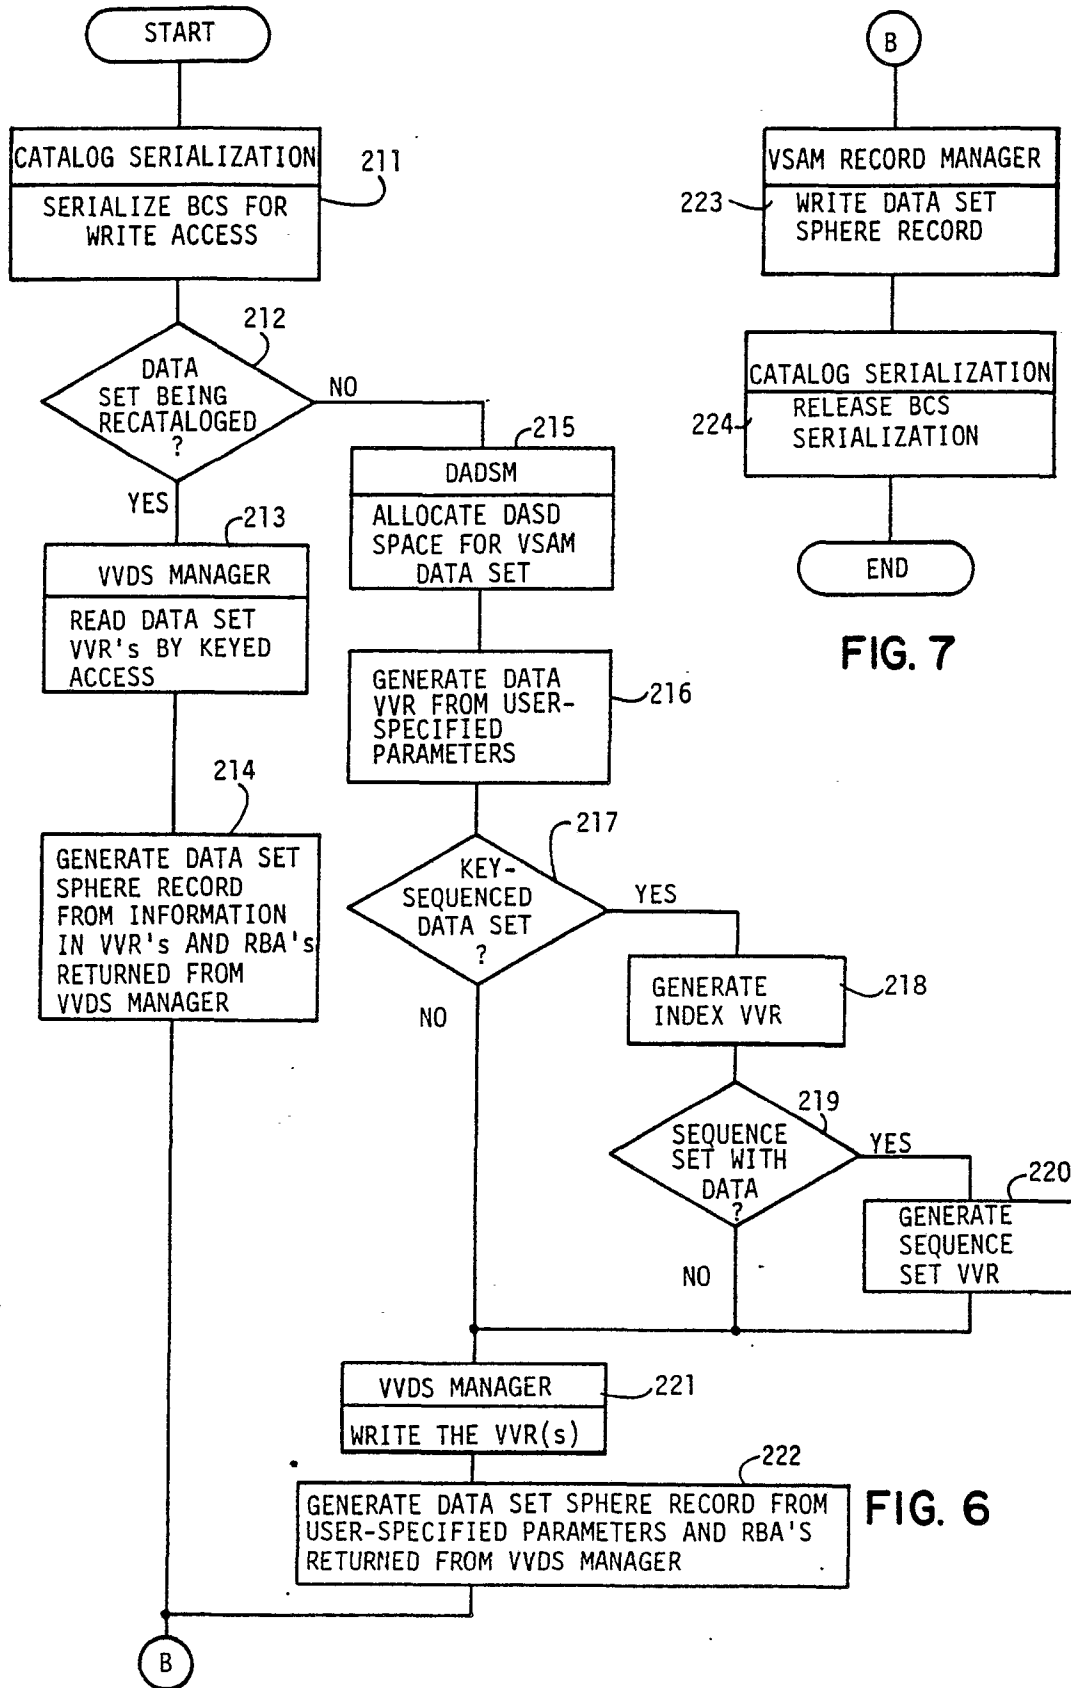 START
CATALOG SERIALIZATION
SERIALIZE BCS FOR
WRITE ACCESS
211
212
DATA
SET BEING
RECATALOGED
?
NO
YES
213
VVDS MANAGER
READ DATA SET
VVR's BY KEYED
ACCESS
214
GENERATE DATA SET
SPHERE RECORD
FROM INFORMATION
IN VVR's AND RBA's
RETURNED FROM
VVDS MANAGER
215
DADSM
ALLOCATE DASD
SPACE FOR VSAM
DATA SET
GENERATE DATA
VVR FROM USER-
SPECIFIED
PARAMETERS
216
217
KEY-
SEQUENCED
DATA SET
?
YES
NO
GENERATE
INDEX VVR
218
219
SEQUENCE
SET WITH
DATA
?
YES
NO
220
GENERATE
SEQUENCE
SET VVR
VVDS MANAGER
221
WRITE THE VVR(s)
222
GENERATE DATA SET SPHERE RECORD FROM
USER-SPECIFIED PARAMETERS AND RBA'S
RETURNED FROM VVDS MANAGER
FIG. 6
B
B
VSAM RECORD MANAGER
223
WRITE DATA SET
SPHERE RECORD
CATALOG SERIALIZATION
224
RELEASE BCS
SERIALIZATION
END
FIG. 7